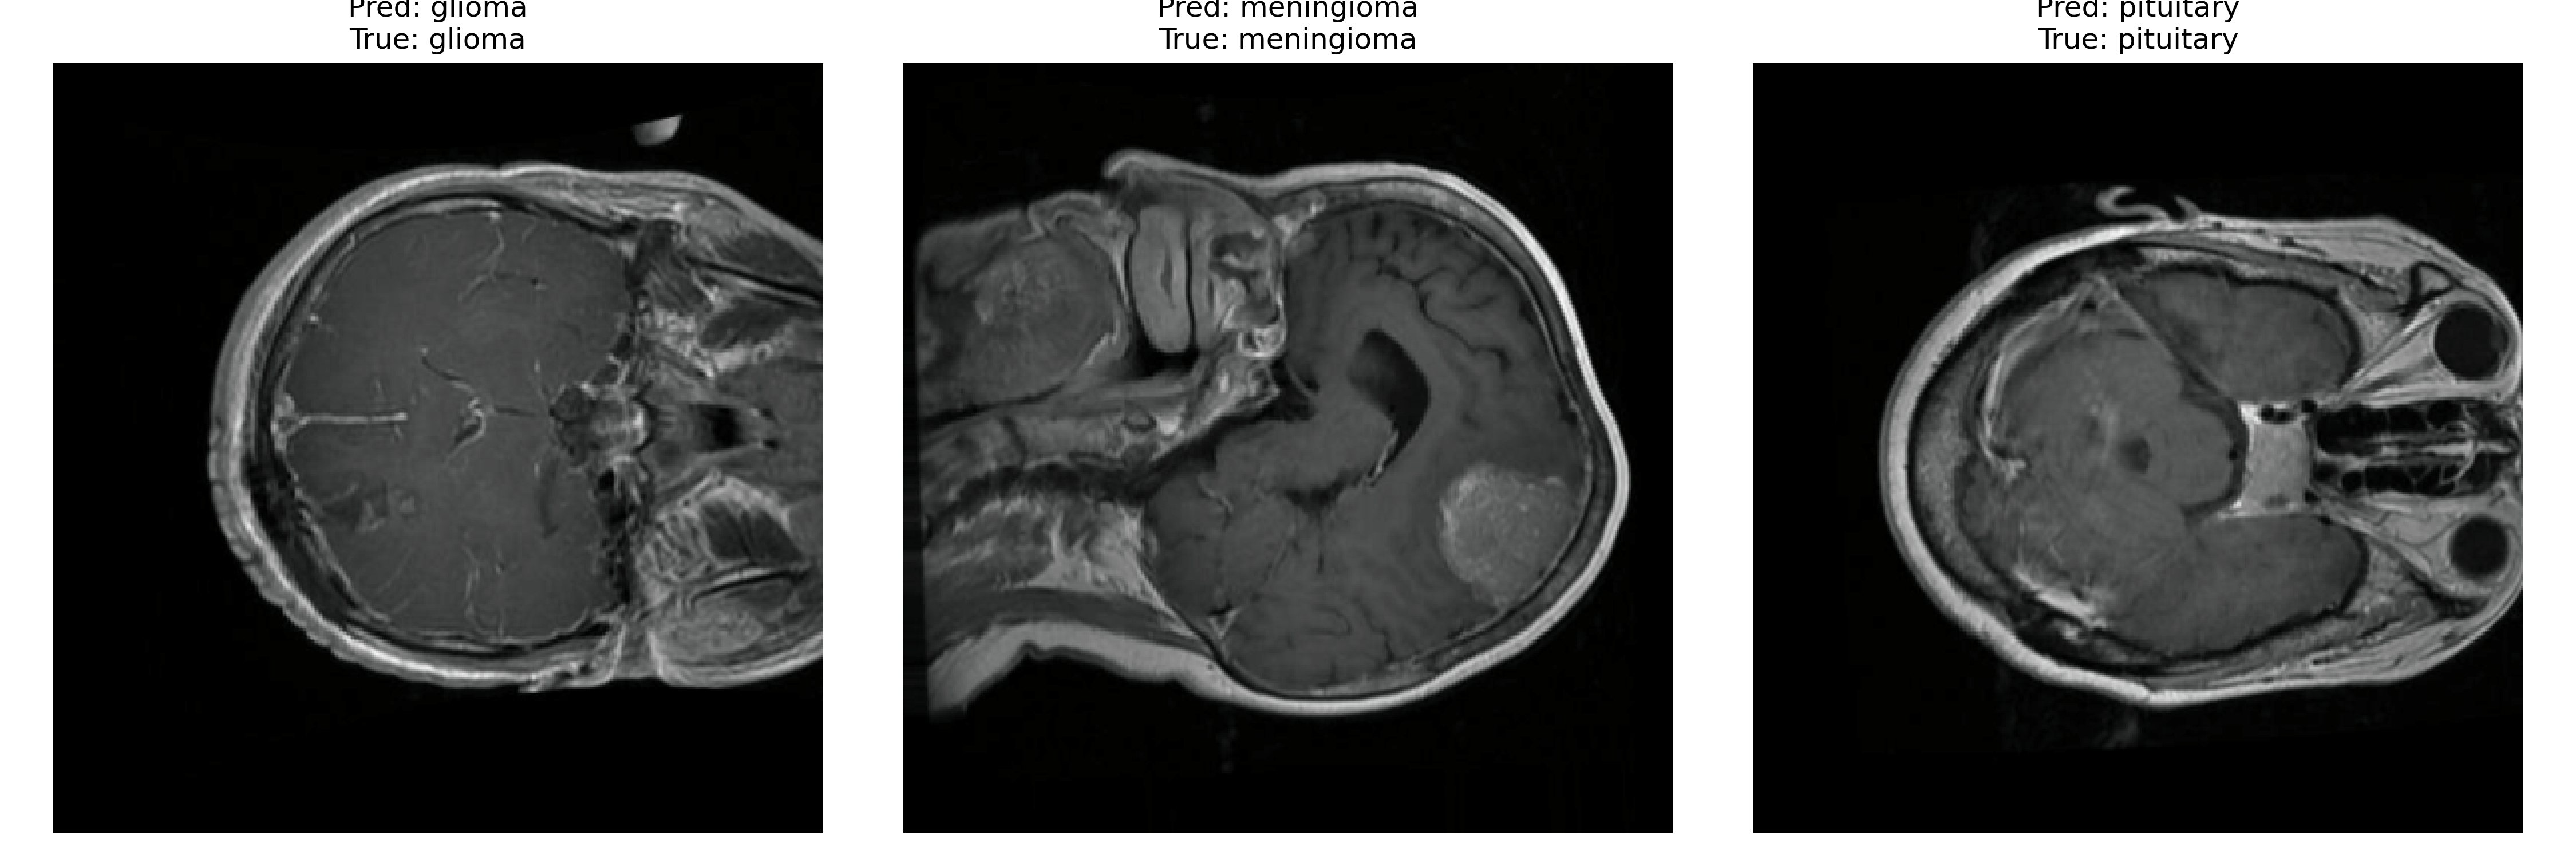 Pred: glioma
True: glioma
Pred: meningioma
True: meningioma
Pred: pituitary
True: pituitary